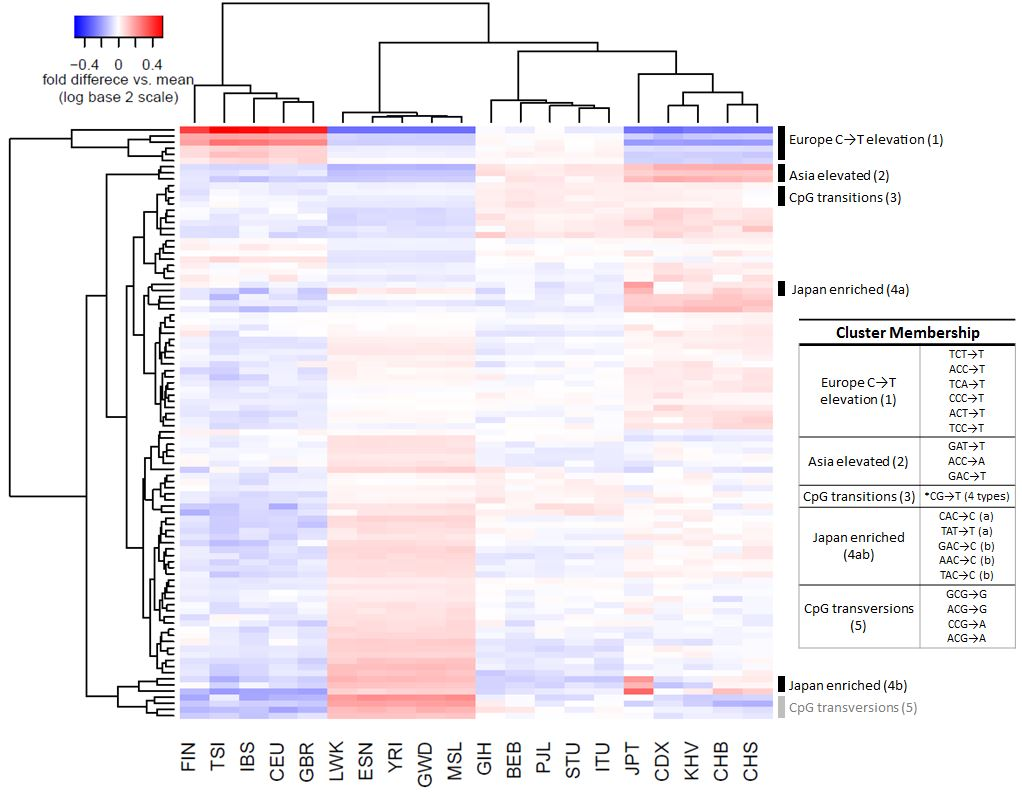 −0.4 0 0.4
fold differece vs. mean
(log base 2 scale)
Europe C→T elevation (1)
Asia elevated (2)
CpG transitions (3)
Japan enriched (4a)
Cluster Membership
Europe C→T
elevation (1)
TCT→T
ACC→T
TCA→T
CCC→T
ACT→T
TCC→T
Asia elevated (2)
GAT→T
ACC→A
GAC→T
CpG transitions (3)
*CG→T (4 types)
Japan enriched
(4ab)
CAC→C (a)
TAT→T (a)
GAC→C (b)
AAC→C (b)
TAC→C (b)
CpG transversions
(5)
GCG→G
ACG→G
CCG→A
ACG→A
Japan enriched (4b)
CpG transversions (5)
FIN
TSI
IBS
CEU
GBR
LWK
ESN
YRI
GWD
MSL
GIH
BEB
PJL
STU
ITU
JPT
CDX
KHV
CHB
CHS